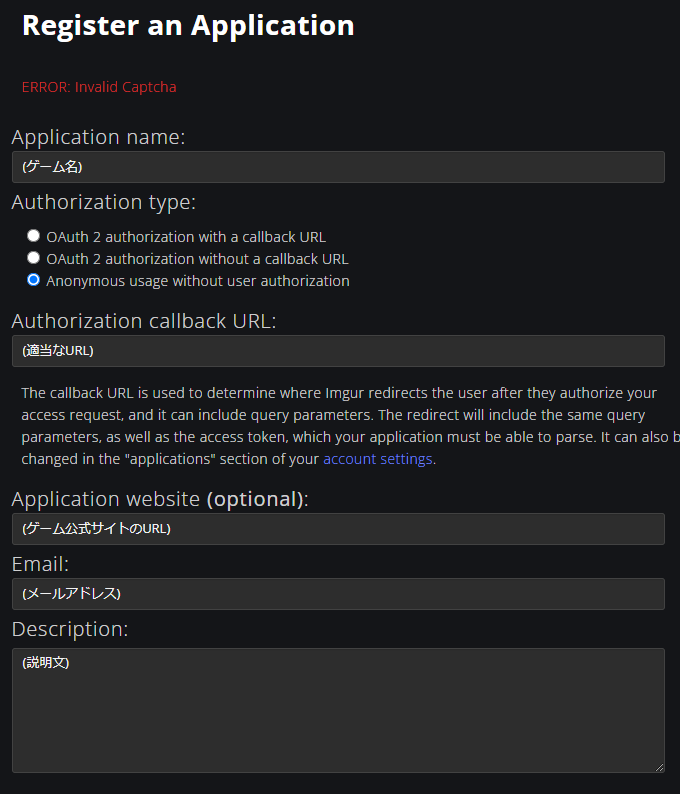 Register an Application
ERROR: Invalid Captcha
Application name:
(ゲーム名)
Authorization type:
OAuth 2 authorization with a callback URL
OAuth 2 authorization without a callback URL
Anonymous usage without user authorization
Authorization callback URL:
(適当なURL)
The callback URL is used to determine where Imgur redirects the user after they authorize your
access request, and it can include query parameters. The redirect will include the same query
parameters, as well as the access token, which your application must be able to parse. It can also b
changed in the "applications" section of your account settings.
Application website (optional):
(ゲーム公式サイトのURL)
Email:
(メールアドレス)
Description:
(説明文)